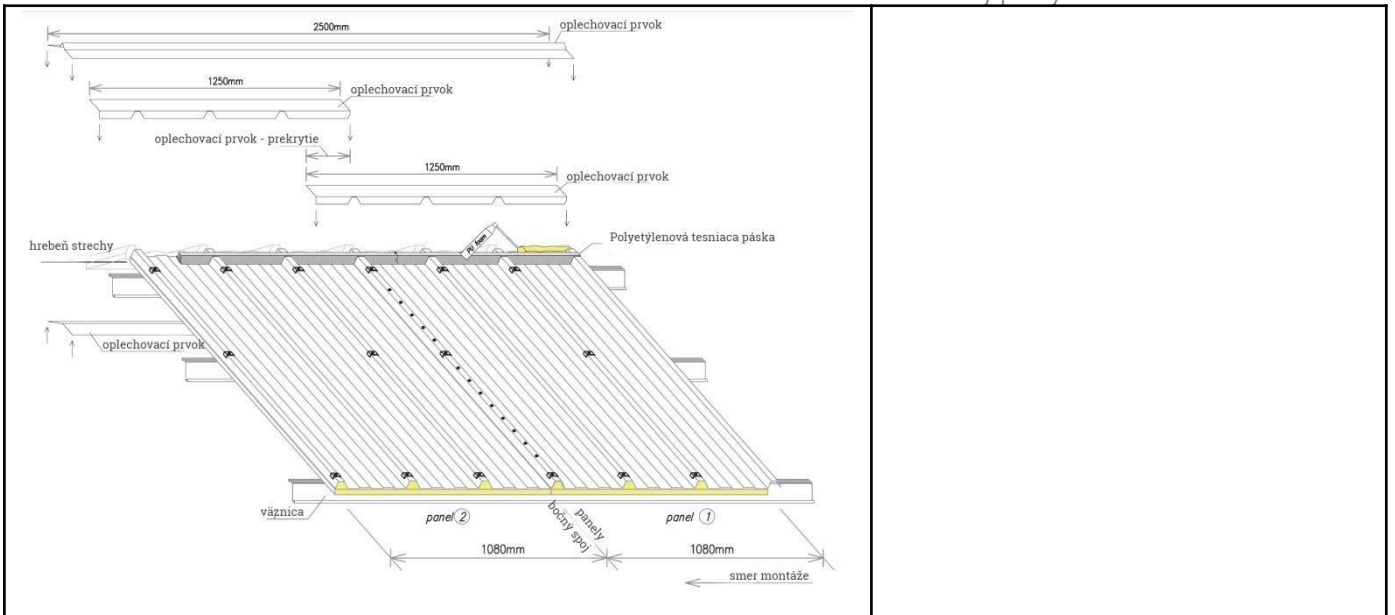 2500mm
oplechovací prvok
1250mm
oplechovací prvok
oplechovací prvok - prekrytie
1250mm
oplechovací prvok
hrebeň strechy
PU foam
Polyetýlenová tesniaca páska
oplechovací prvok
väznica
panel 2
bočný spoj
panely
panel 1
1080mm
1080mm
smer montáže